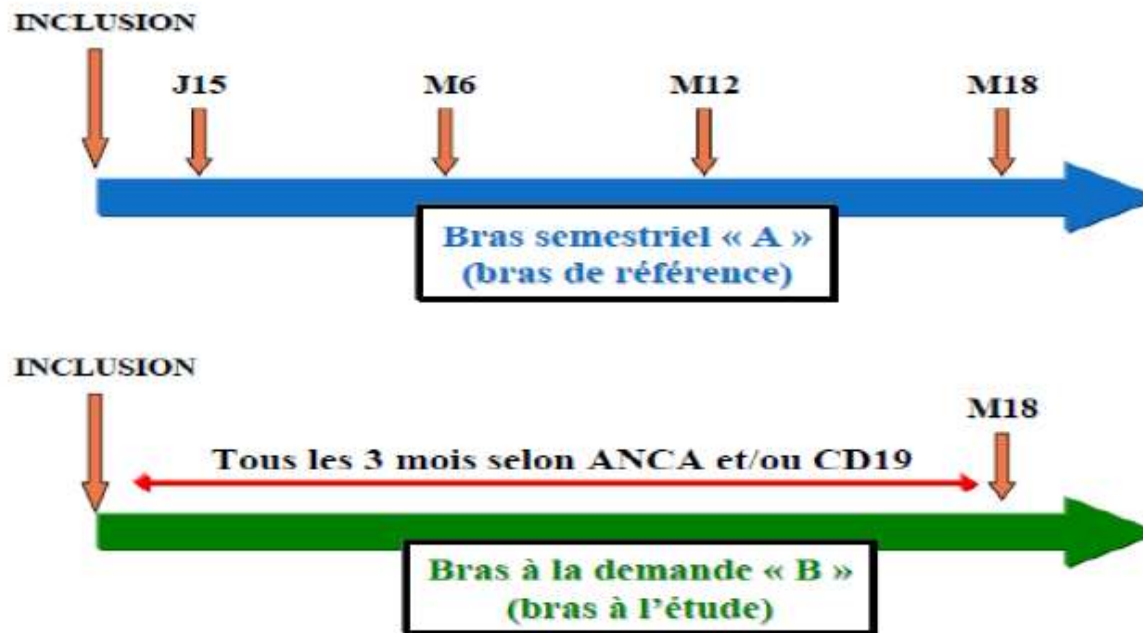 INCLUSION
J15 M6 M12 M18
Bras semestriel « A »
(bras de référence)
INCLUSION
M18
Tous les 3 mois selon ANCA et/ou CD19
Bras à la demande « B »
(bras à l’étude)